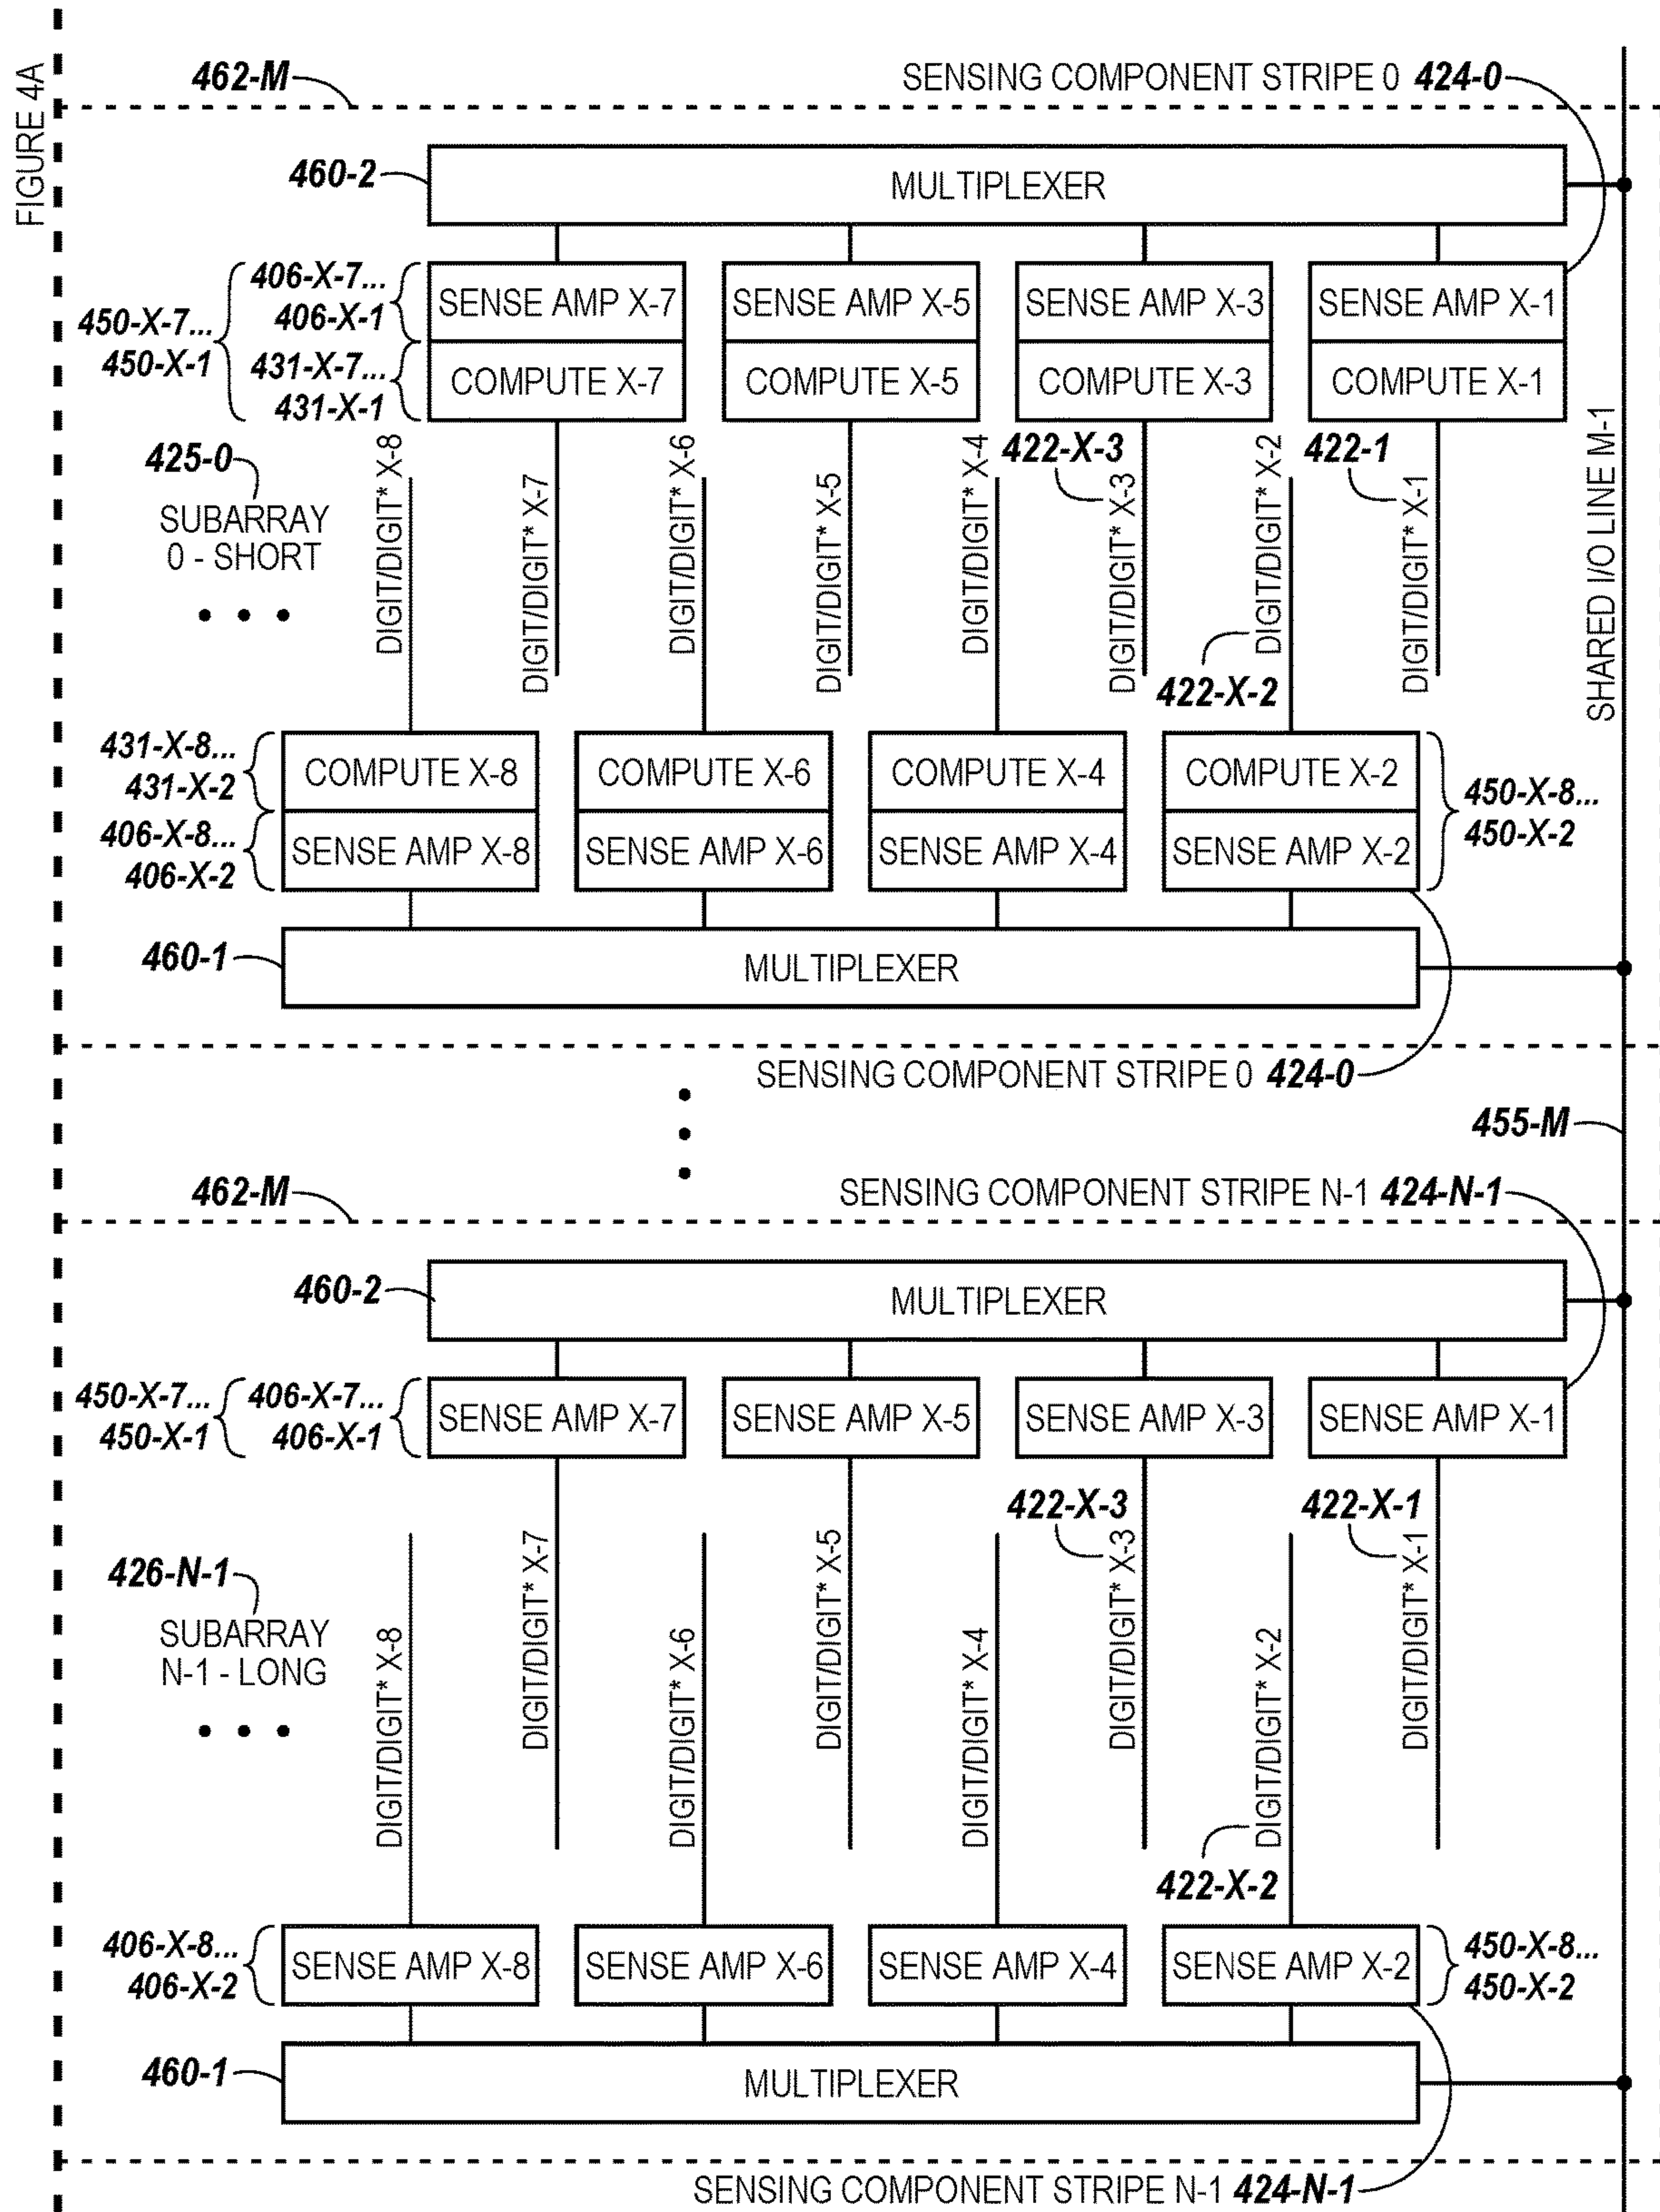 FIGURE 4A
462-M
SENSING COMPONENT STRIPE 0 424-0
460-2
MULTIPLEXER
450-X-7...
450-X-1
406-X-7...
406-X-1
431-X-7...
431-X-1
SENSE AMP X-7
COMPUTE X-7
SENSE AMP X-5
COMPUTE X-5
SENSE AMP X-3
COMPUTE X-3
SENSE AMP X-1
COMPUTE X-1
425-0
SUBARRAY
0 - SHORT
• • •
DIGIT/DIGIT* X-8
DIGIT/DIGIT* X-7
DIGIT/DIGIT* X-6
DIGIT/DIGIT* X-5
DIGIT/DIGIT* X-4
422-X-3
DIGIT/DIGIT* X-3
DIGIT/DIGIT* X-2
422-X-2
422-1
DIGIT/DIGIT* X-1
SHARED I/O LINE M-1
431-X-8...
431-X-2
406-X-8...
406-X-2
COMPUTE X-8
SENSE AMP X-8
COMPUTE X-6
SENSE AMP X-6
COMPUTE X-4
SENSE AMP X-4
COMPUTE X-2
SENSE AMP X-2
450-X-8...
450-X-2
460-1
MULTIPLEXER
SENSING COMPONENT STRIPE 0 424-0
455-M
462-M
SENSING COMPONENT STRIPE N-1 424-N-1
460-2
MULTIPLEXER
450-X-7...
450-X-1
406-X-7...
406-X-1
SENSE AMP X-7
SENSE AMP X-5
SENSE AMP X-3
SENSE AMP X-1
426-N-1
SUBARRAY
N-1 - LONG
• • •
DIGIT/DIGIT* X-8
DIGIT/DIGIT* X-7
DIGIT/DIGIT* X-6
DIGIT/DIGIT* X-5
DIGIT/DIGIT* X-4
422-X-3
DIGIT/DIGIT* X-3
DIGIT/DIGIT* X-2
422-X-2
422-X-1
DIGIT/DIGIT* X-1
406-X-8...
406-X-2
SENSE AMP X-8
SENSE AMP X-6
SENSE AMP X-4
SENSE AMP X-2
450-X-8...
450-X-2
460-1
MULTIPLEXER
SENSING COMPONENT STRIPE N-1 424-N-1